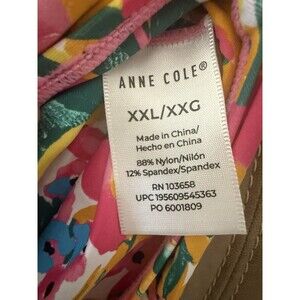 ANNE COLE®
XXL/XXG
Made in China/
Hecho en China
88% Nylon/Nilón
12% Spandex/Spandex
RN 103658
UPC 195609545363
PO 6001809